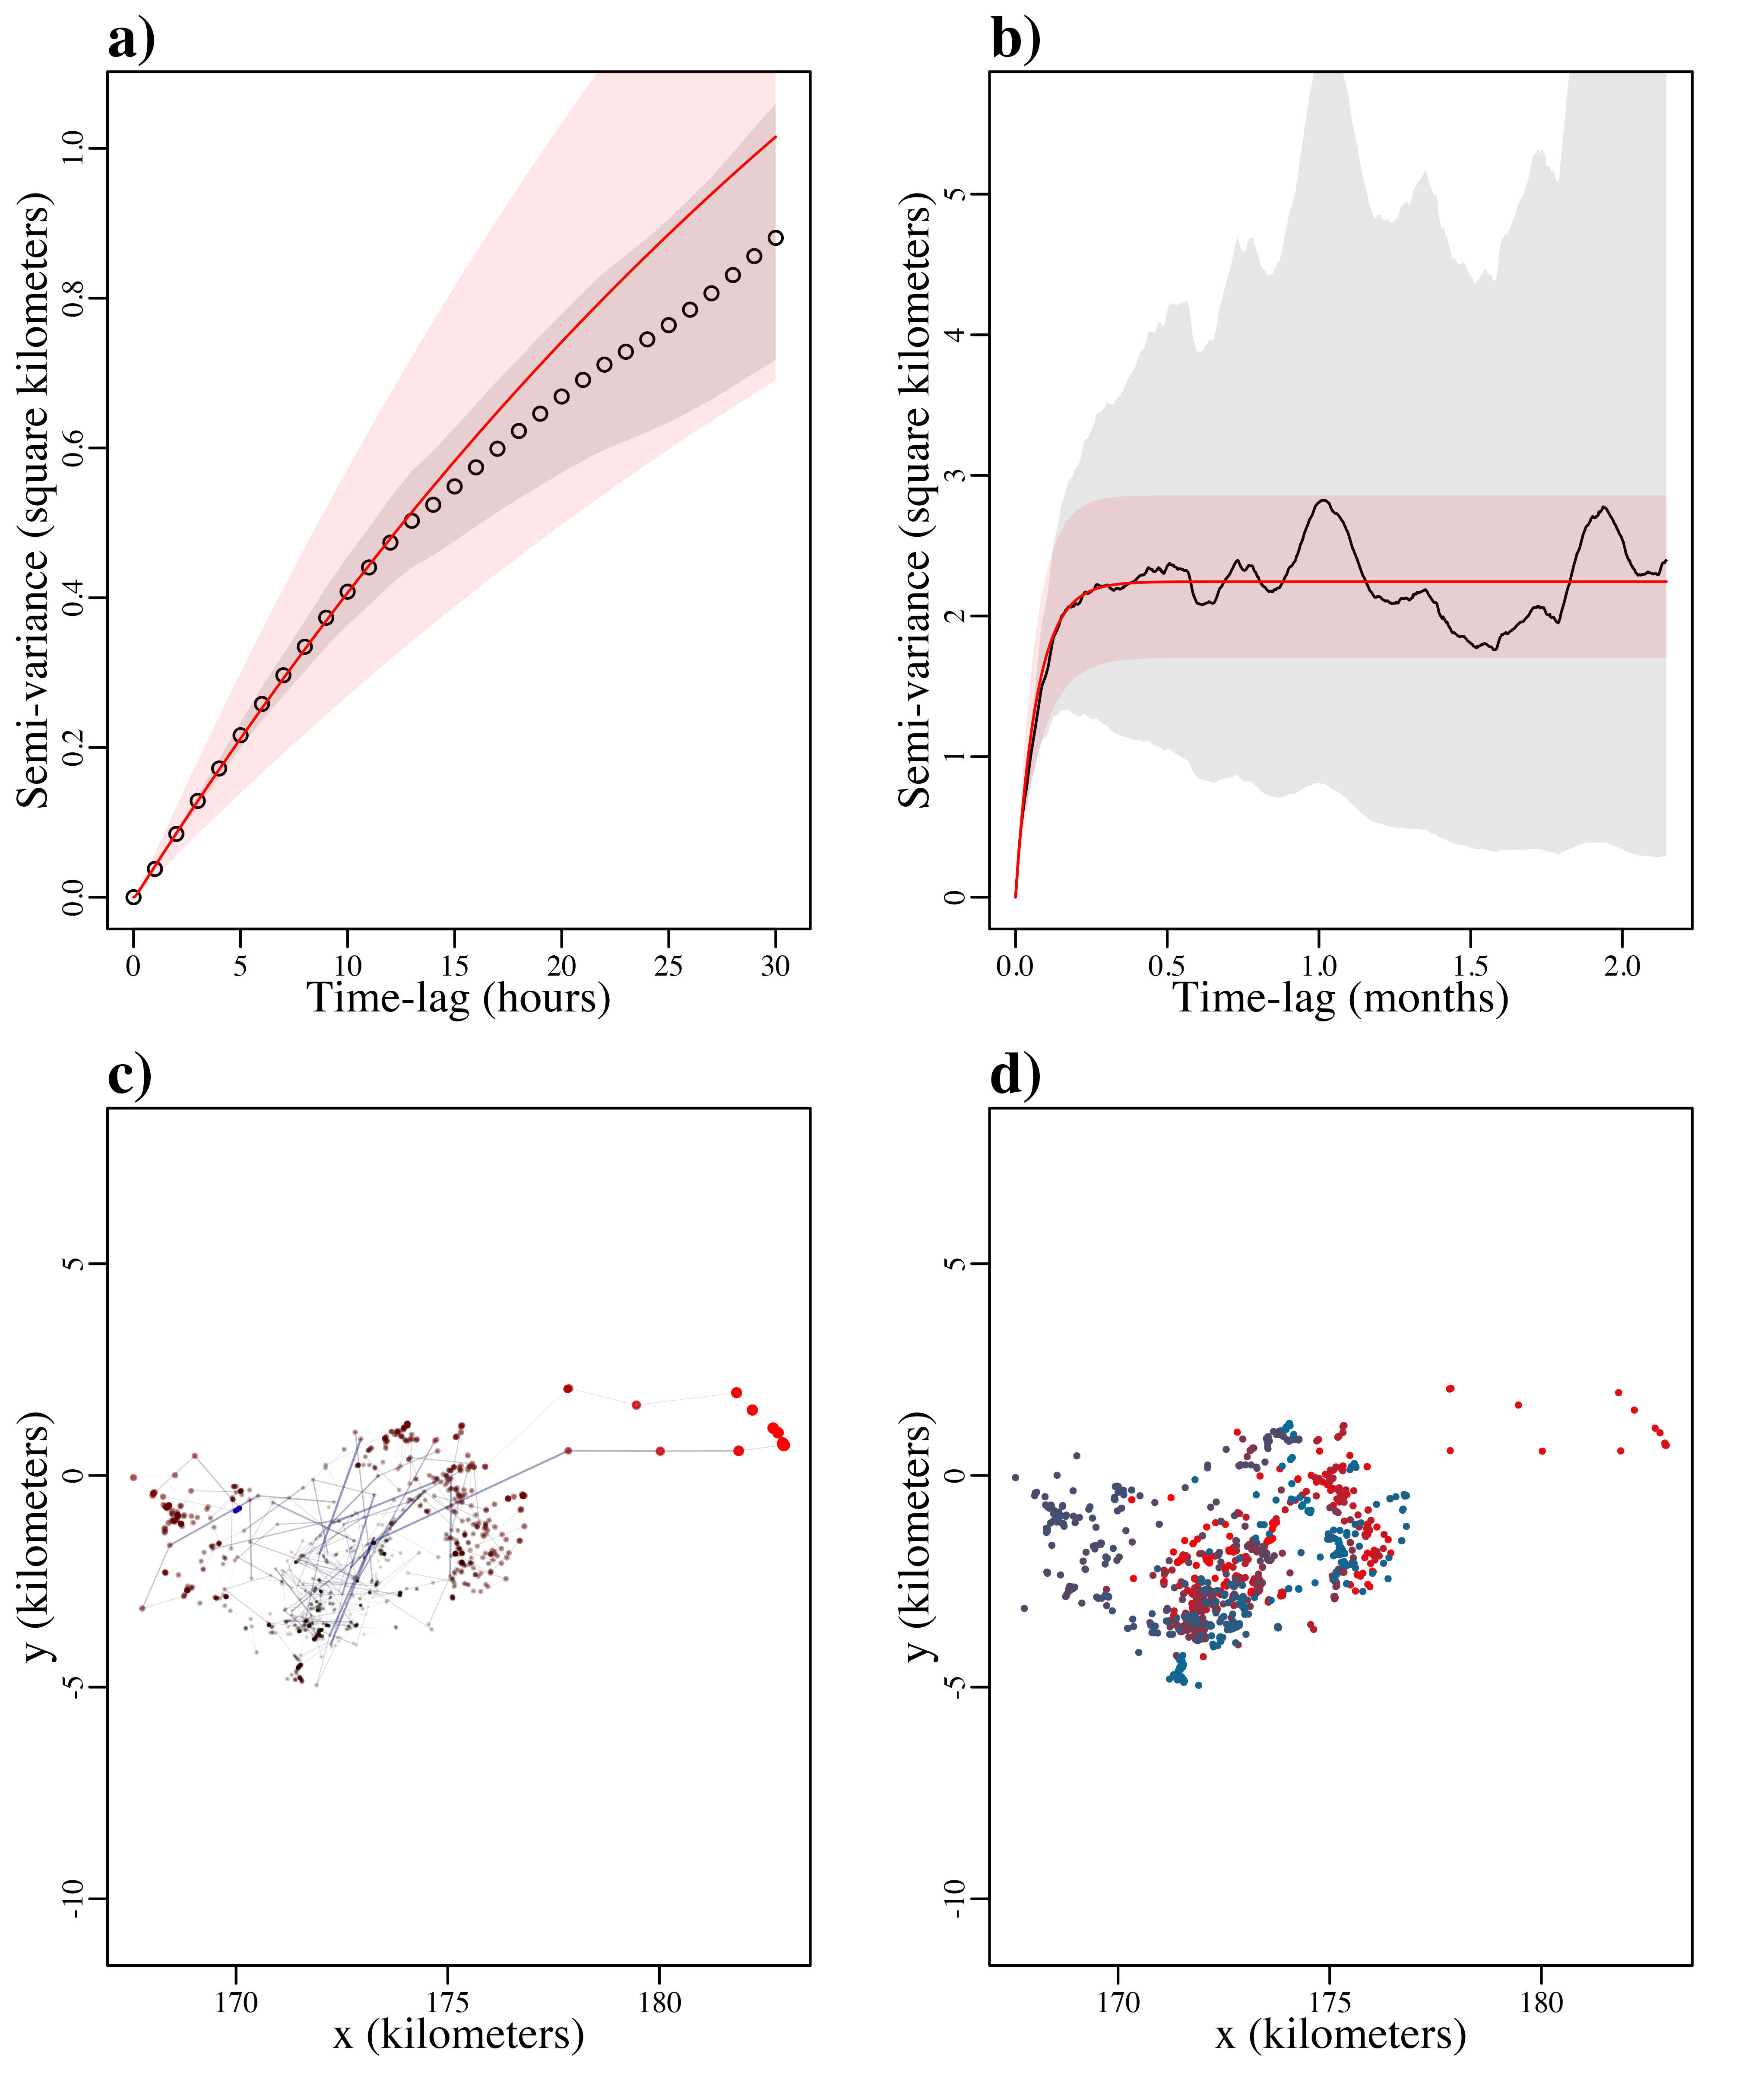 a)
Semi-variance (square kilometers)
1.0
0.8
0.6
0.4
0.2
0.0
0 5 10 15 20 25 30
Time-lag (hours)
b)
Semi-variance (square kilometers)
5
4
3
2
1
0
0.0 0.5 1.0 1.5 2.0
Time-lag (months)
c)
y (kilometers)
5
0
-5
-10
170 175 180
x (kilometers)
d)
y (kilometers)
5
0
-5
-10
170 175 180
x (kilometers)